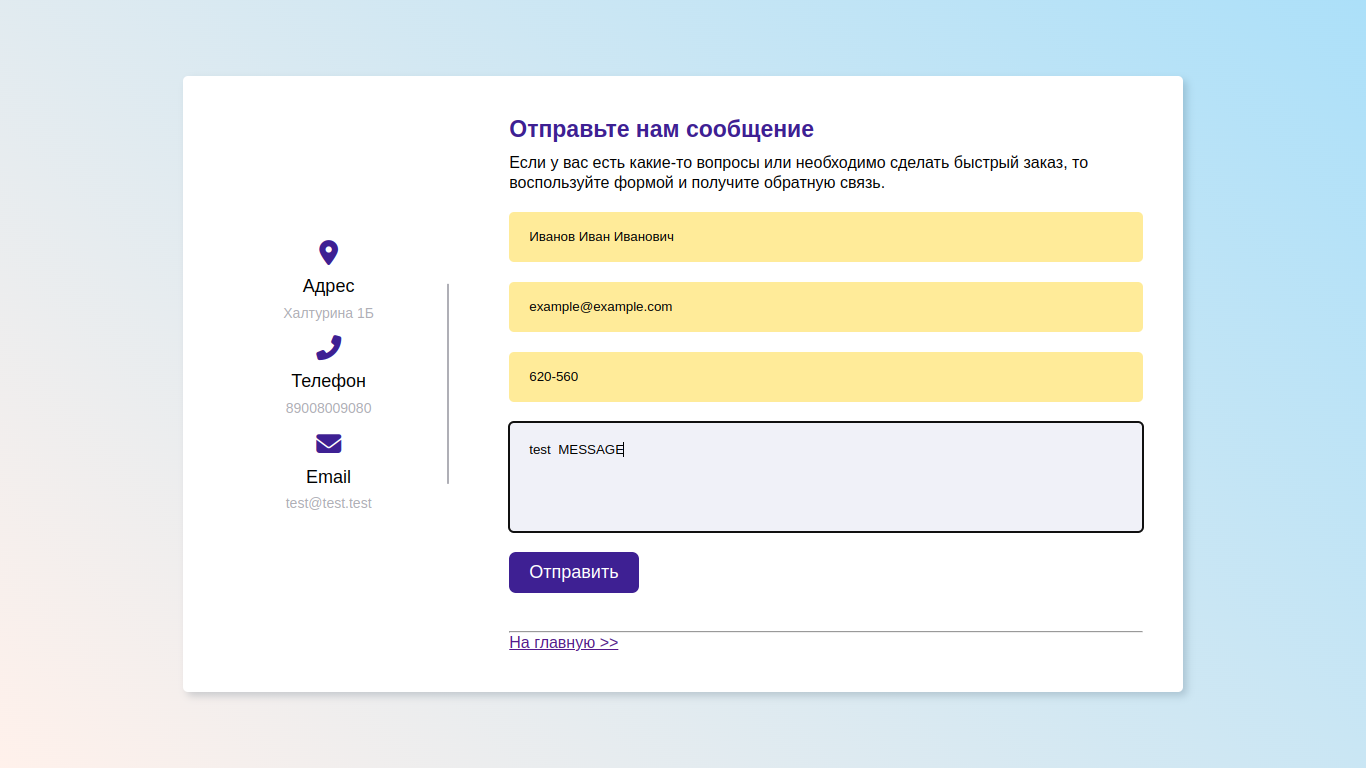 Адрес
Халтурина 1Б
Телефон
89008009080
Email
test@test.test
Отправьте нам сообщение
Если у вас есть какие-то вопросы или необходимо сделать быстрый заказ, то
воспользуйте формой и получите обратную связь.
Иванов Иван Иванович
example@example.com
620-560
test  MESSAGE
Отправить
На главную >>